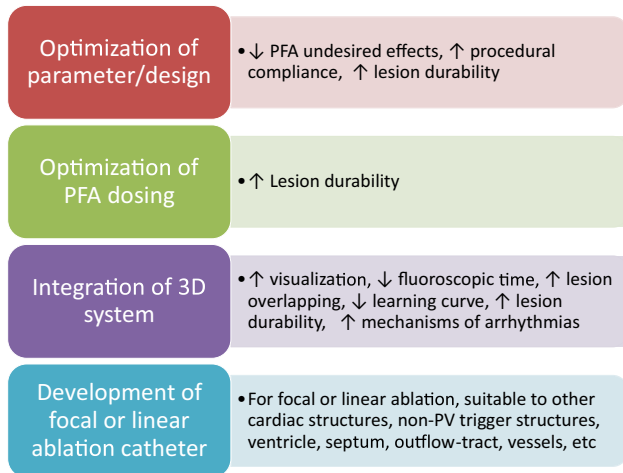 Optimization of
parameter/design
•↓ PFA undesired effects, ↑ procedural
compliance, ↑ lesion durability
Optimization of
PFA dosing
•↑ Lesion durability
Integration of 3D
system
•↑ visualization, ↓ fluoroscopic time, ↑ lesion
overlapping, ↓ learning curve, ↑ lesion
durability, ↑ mechanisms of arrhythmias
Development of
focal or linear
ablation catheter
•For focal or linear ablation, suitable to other
cardiac structures, non-PV trigger structures,
ventricle, septum, outflow-tract, vessels, etc